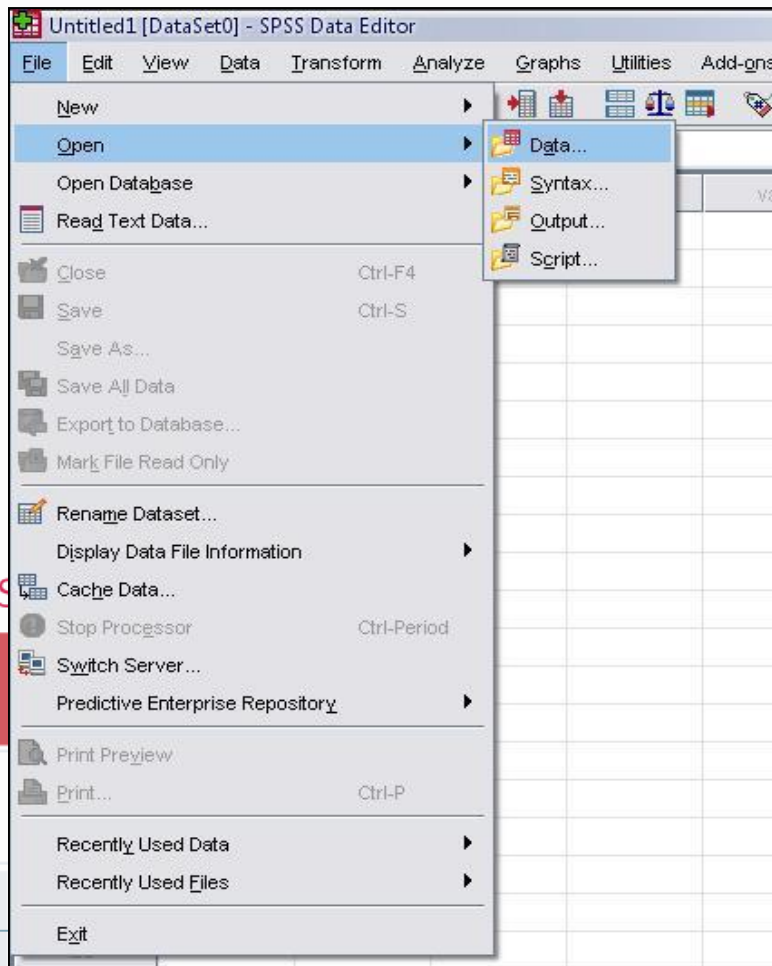 Untitled1 [DataSet0] - SPSS Data Editor
File Edit View Data Transform Analyze Graphs Utilities Add-ons
New
Open
Open Database
Read Text Data...
Close Ctrl-F4
Save Ctrl-S
Save As...
Save All Data
Export to Database...
Mark File Read Only
Rename Dataset...
Display Data File Information
Cache Data...
Stop Processor Ctrl-Period
Switch Server...
Predictive Enterprise Repository
Print Preview
Print... Ctrl-P
Recently Used Data
Recently Used Files
Exit
Data...
Syntax...
Output...
Script...